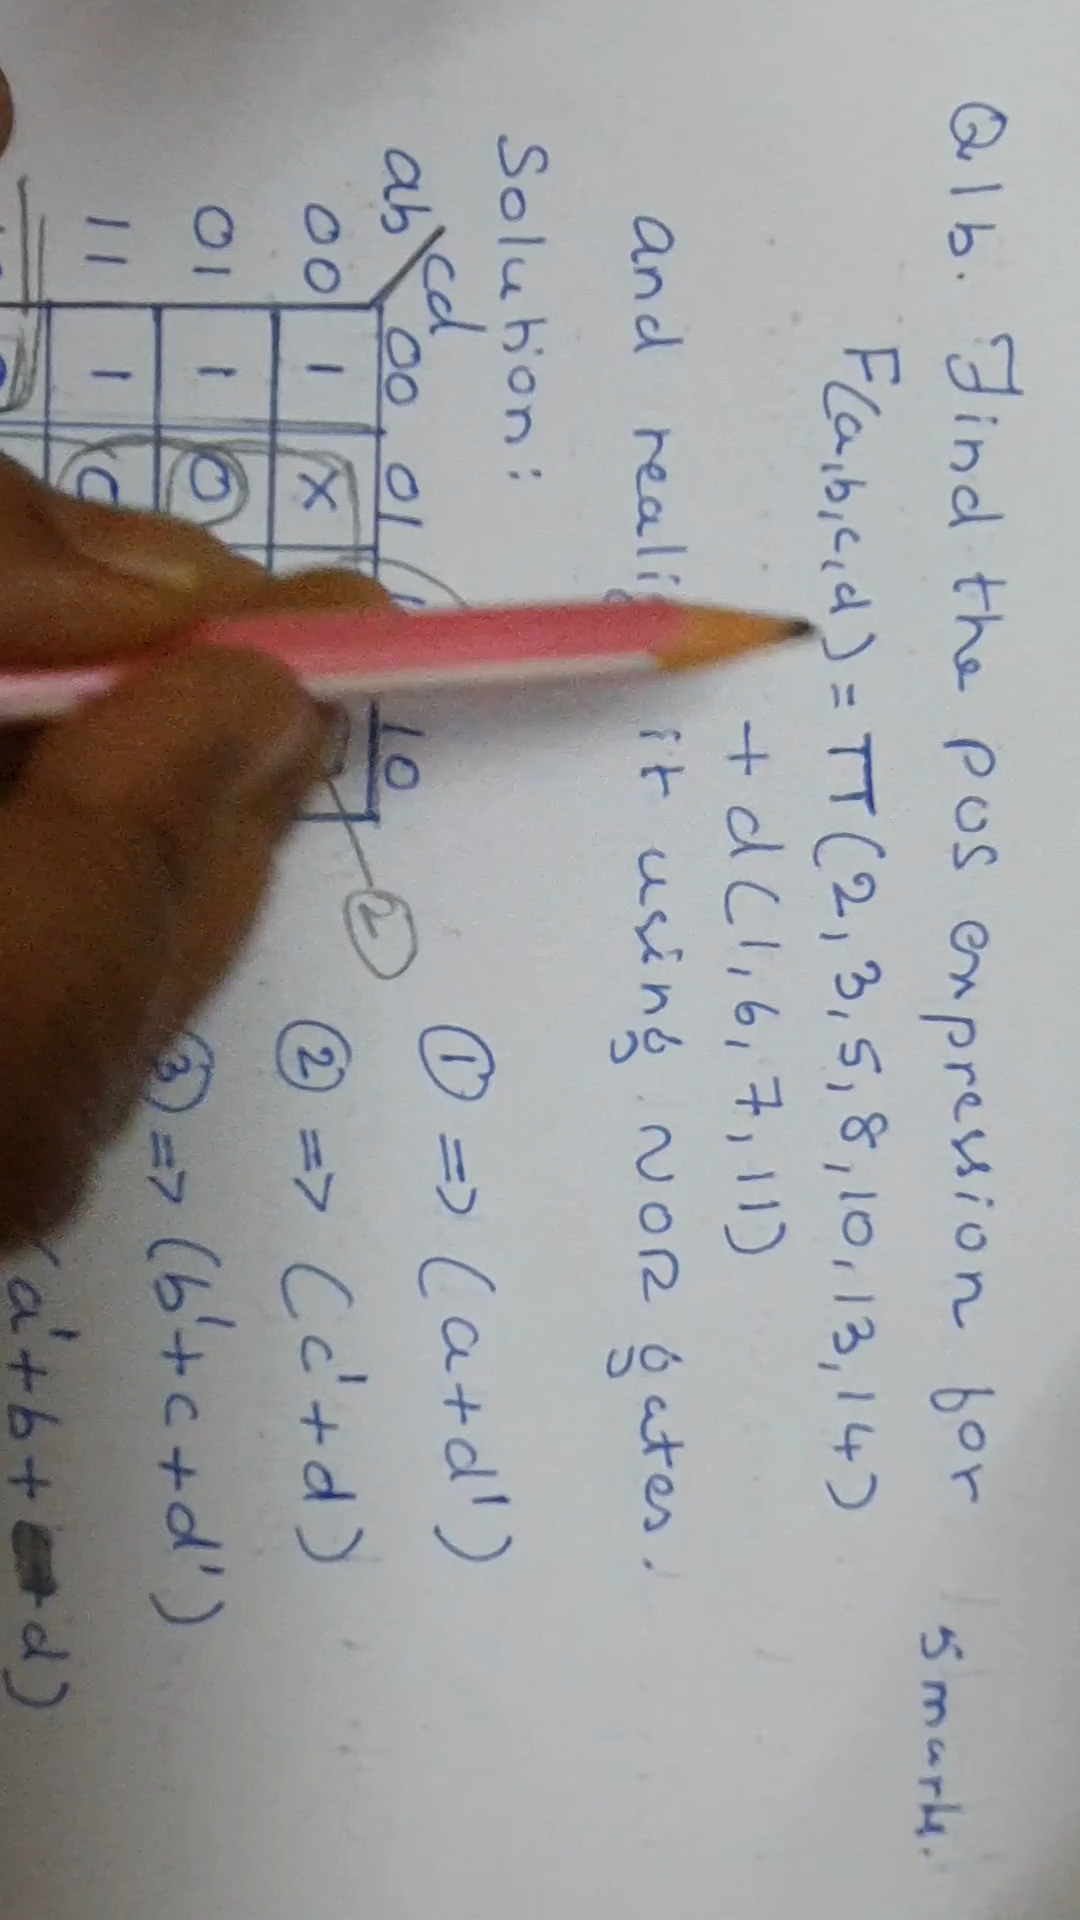 Q1b. Find the POS expression for 5 mark.
F(a,b,c,d) = π(2,3,5,8,10,13,14)
+ d(1,6,7,11)
and it using NOR gates.
Solution:
ab cd 00 01 10
00 1 X
01 1 0
11 1
②
① => (a+d')
② => (c'+d)
③ => (b'+c+d')
a'+b+d)